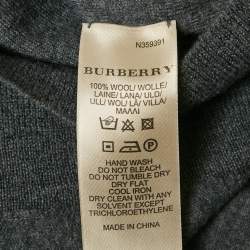 N359391
BURBERRY
100% WOOL/ WOLLE/
LAINE/ LANA/ ULD/
ULL/ WOL/ LÃ/ VILLA/
ΜΑΛΛΙ
HAND WASH
DO NOT BLEACH
DO NOT TUMBLE DRY
DRY FLAT
COOL IRON
DRY CLEAN WITH ANY
SOLVENT EXCEPT
TRICHLOROETHYLENE
MADE IN CHINA